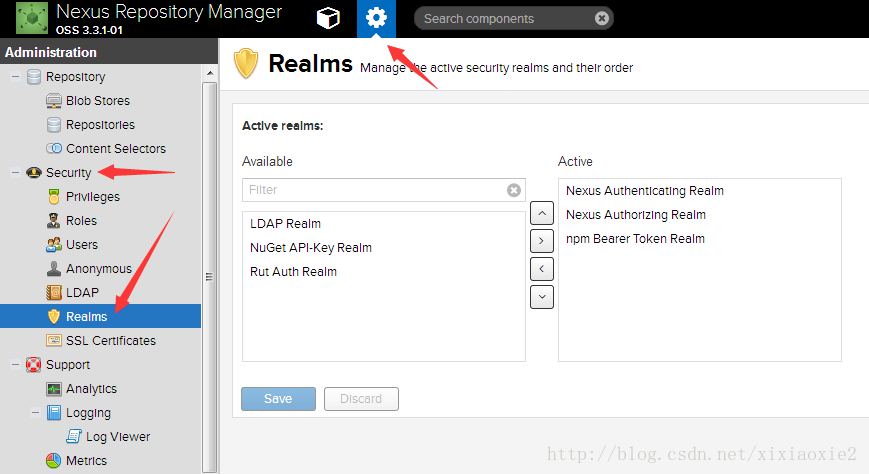 Nexus Repository Manager
OSS 3.3.1-01
Search components
Administration
Repository
Blob Stores
Repositories
Content Selectors
Security
Privileges
Roles
Users
Anonymous
LDAP
Realms
SSL Certificates
Support
Analytics
Logging
Log Viewer
Metrics
Realms Manage the active security realms and their order
Active realms:
Available
Filter
LDAP Realm
NuGet API-Key Realm
Rut Auth Realm
Active
Nexus Authenticating Realm
Nexus Authorizing Realm
npm Bearer Token Realm
Save
Discard
http://blog.csdn.net/xixiaoxie2